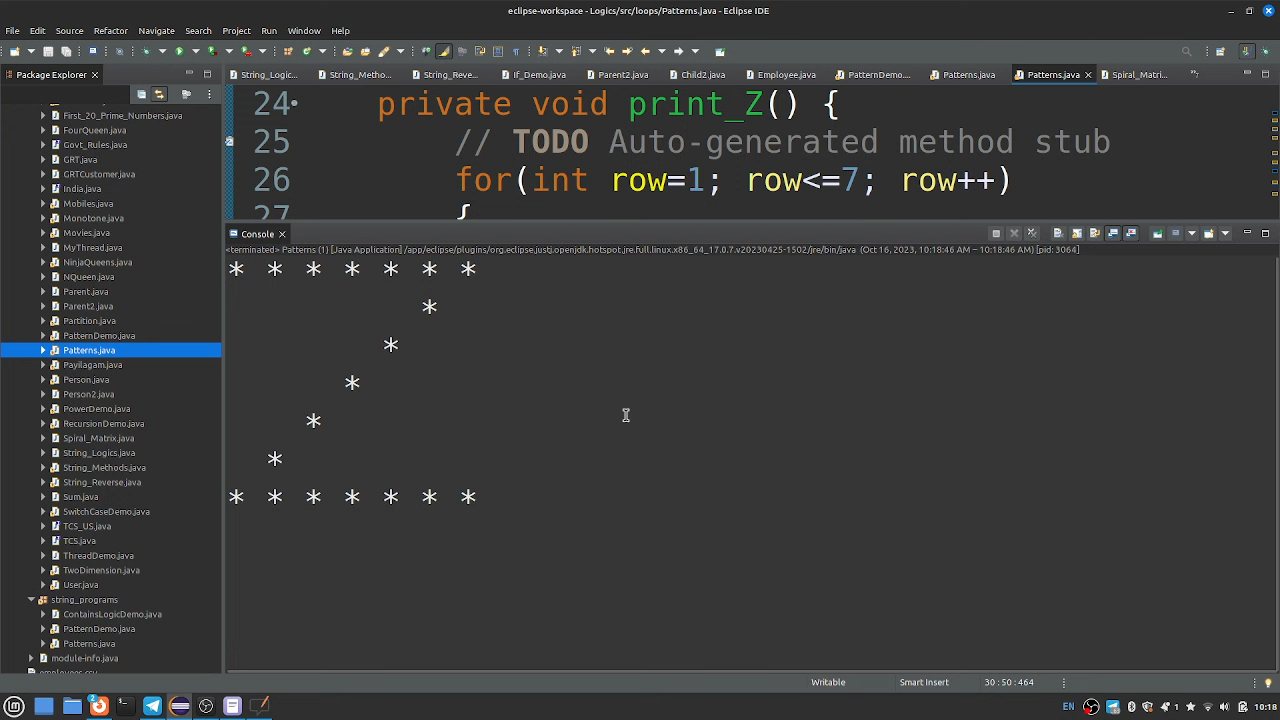 eclipse-workspace - Logics/src/loops/Patterns.java - Eclipse IDE
File Edit Source Refactor Navigate Search Project Run Window Help
Package Explorer
String_Logic... String_Metho... String_Reve... If_Demo.java Parent2.java Child2.java Employee.java PatternDemo... Patterns.java Patterns.java Spiral_Matri...
First_20_Prime_Numbers.java
FourQueen.java
Govt_Rules.java
GRT.java
GRTCustomer.java
India.java
Mobiles.java
Monotone.java
Movies.java
MyThread.java
NinjaQueens.java
NQueen.java
Parent.java
Parent2.java
Partition.java
PatternDemo.java
Patterns.java
Payilagam.java
Person.java
Person2.java
PowerDemo.java
RecursionDemo.java
Spiral_Matrix.java
String_Logics.java
String_Methods.java
String_Reverse.java
Sum.java
SwitchCaseDemo.java
TCS_US.java
TCS.java
ThreadDemo.java
TwoDimension.java
User.java
string_programs
ContainsLogicDemo.java
PatternDemo.java
Patterns.java
module-info.java
24 private void print_Z() {
25 // TODO Auto-generated method stub
26 for(int row=1; row<=7; row++)
27 {
Console
<terminated> Patterns (1) [Java Application] /app/eclipse/plugins/org.eclipse.justj.openjdk.hotspot.jre.full.linux.x86_64_17.0.7.v20230425-1502/jre/bin/java (Oct 16, 2023, 10:18:46 AM – 10:18:46 AM) [pid: 3064]
* * * * * * *
*
*
*
*
*
* * * * * * *
Writable Smart Insert 30 : 50 : 464
EN 1 10:18